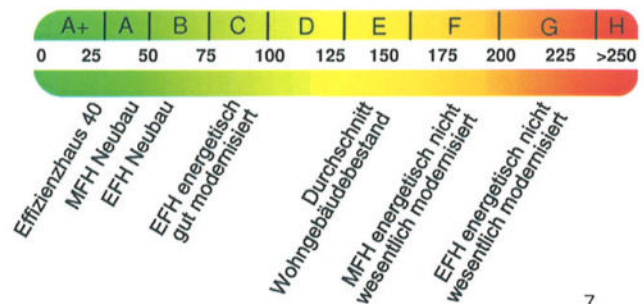 A+ A B C D E F G H
0 25 50 75 100 125 150 175 200 225 >250
Effizienzhaus 40
MFH Neubau
EFH Neubau
EFH energetisch
gut modernisiert
Durchschnitt
Wohngebäudebestand
MFH energetisch nicht
wesentlich modernisiert
EFH energetisch nicht
wesentlich modernisiert
7